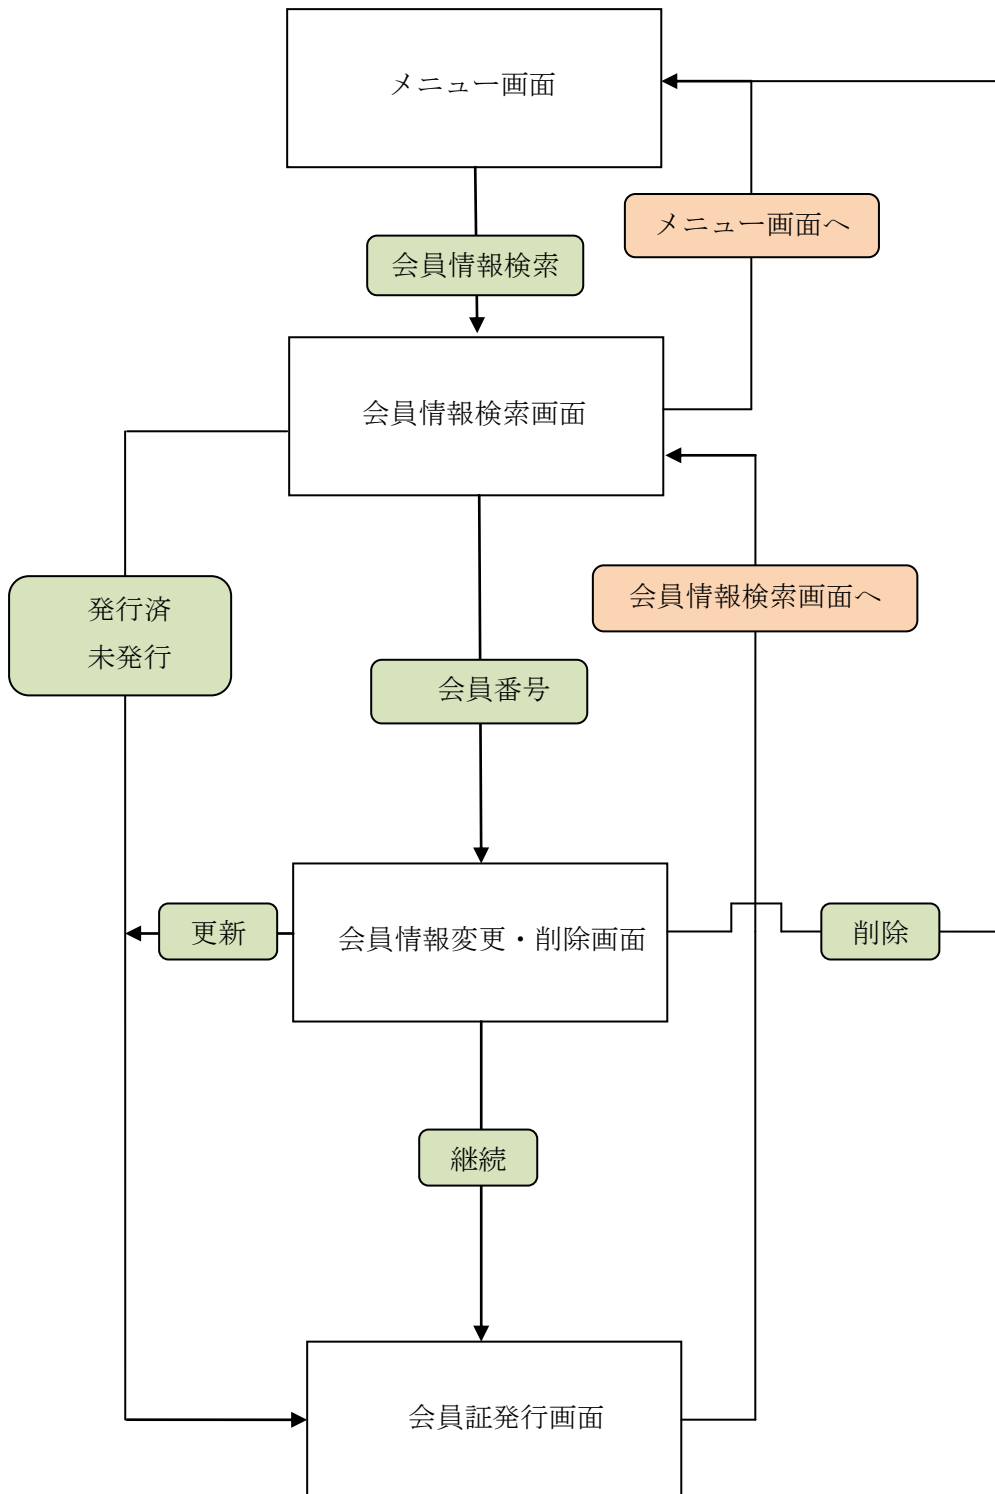 メニュー画面
メニュー画面へ
会員情報検索
会員情報検索画面
会員情報検索画面へ
発行済
未発行
会員番号
更新
会員情報変更・削除画面
削除
継続
会員証発行画面